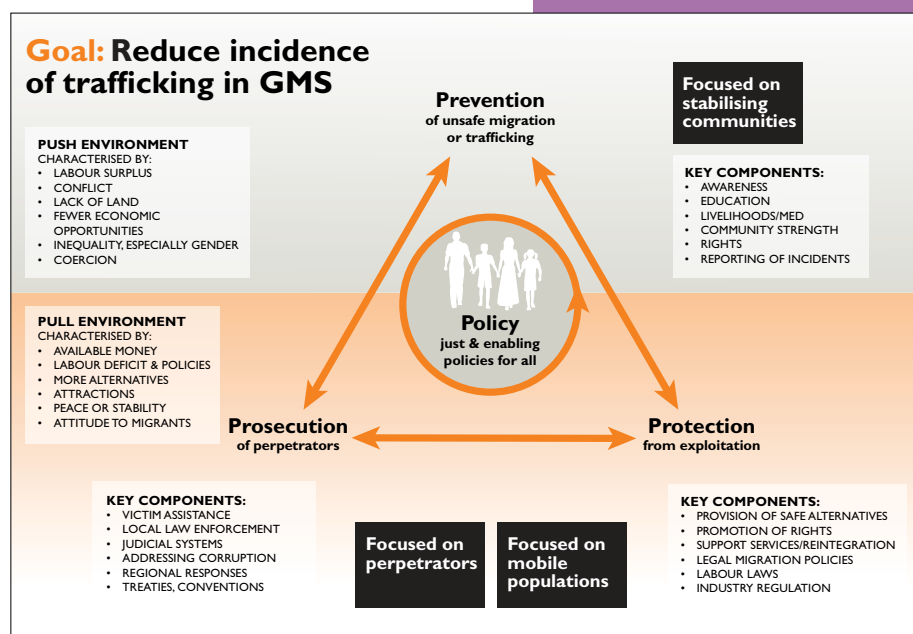 Goal: Reduce incidence
of trafficking in GMS
PUSH ENVIRONMENT
CHARACTERISED BY:
• LABOUR SURPLUS
• CONFLICT
• LACK OF LAND
• FEWER ECONOMIC
OPPORTUNITIES
• INEQUALITY, ESPECIALLY GENDER
• COERCION
Prevention
of unsafe migration
or trafficking
Focused on
stabilising
communities
KEY COMPONENTS:
• AWARENESS
• EDUCATION
• LIVELIHOODS/MED
• COMMUNITY STRENGTH
• RIGHTS
• REPORTING OF INCIDENTS
Policy
just & enabling
policies for all
PULL ENVIRONMENT
CHARACTERISED BY:
• AVAILABLE MONEY
• LABOUR DEFICIT & POLICIES
• MORE ALTERNATIVES
• ATTRACTIONS
• PEACE OR STABILITY
• ATTITUDE TO MIGRANTS
Prosecution
of perpetrators
Protection
from exploitation
KEY COMPONENTS:
• VICTIM ASSISTANCE
• LOCAL LAW ENFORCEMENT
• JUDICIAL SYSTEMS
• ADDRESSING CORRUPTION
• REGIONAL RESPONSES
• TREATIES, CONVENTIONS
Focused on
perpetrators
Focused on
mobile
populations
KEY COMPONENTS:
• PROVISION OF SAFE ALTERNATIVES
• PROMOTION OF RIGHTS
• SUPPORT SERVICES/REINTEGRATION
• LEGAL MIGRATION POLICIES
• LABOUR LAWS
• INDUSTRY REGULATION